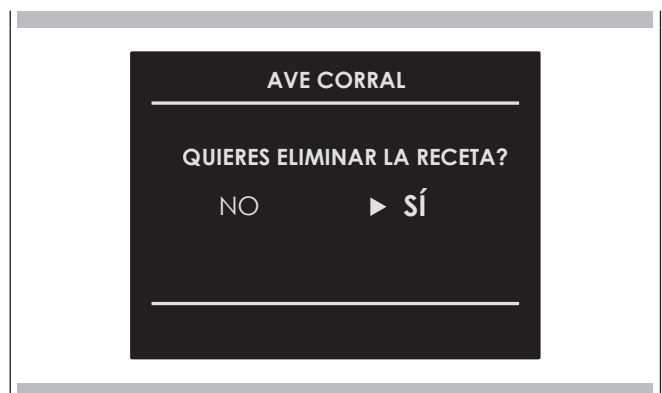 AVE CORRAL
QUIERES ELIMINAR LA RECETA?
NO ▶ SÍ